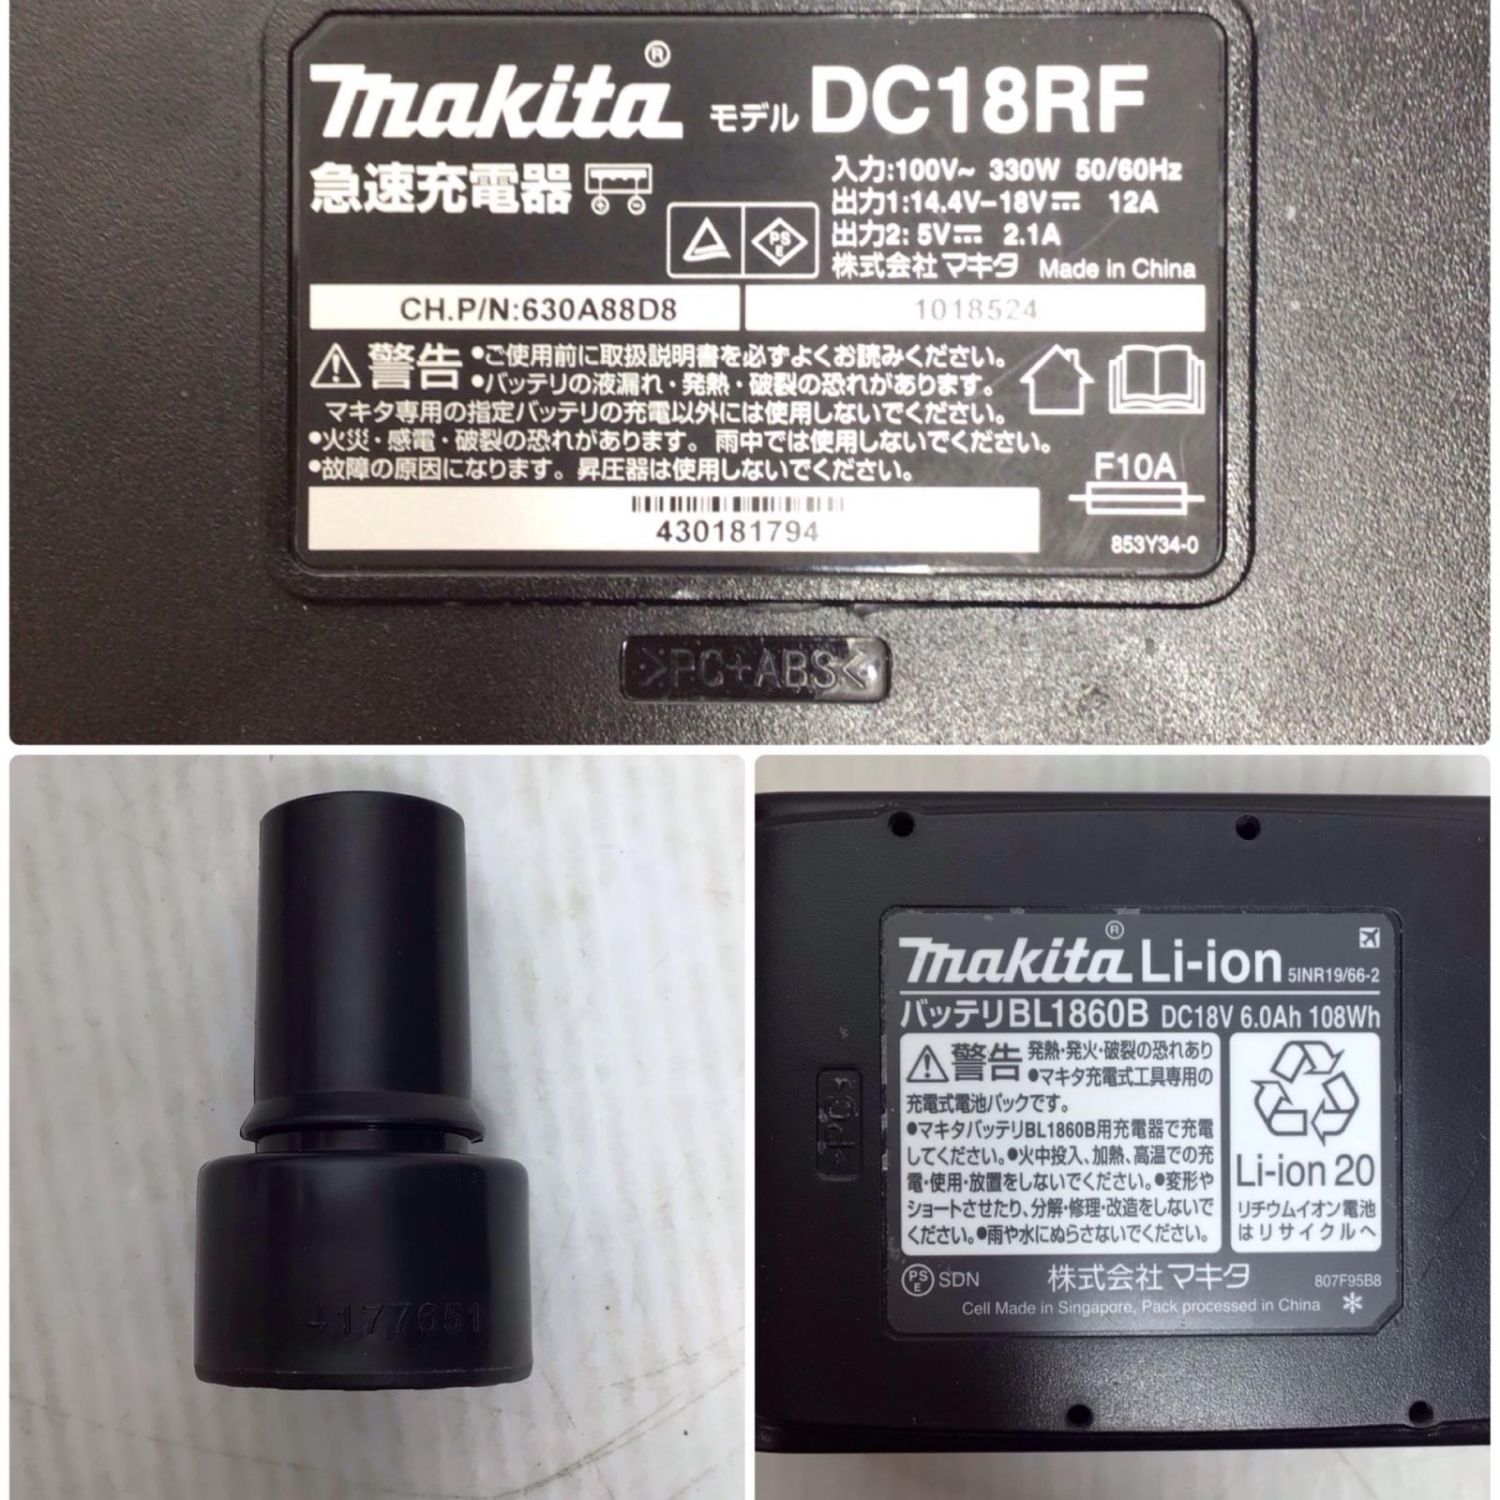 makita® モデル DC18RF
急速充電器
入力:100V~ 330W 50/60Hz
出力1:14.4V-18V⎓ 12A
出力2: 5V⎓ 2.1A
PS E
株式会社 マキタ Made in China
CH.P/N:630A88D8
1018524
警告 •ご使用前に取扱説明書を必ずよくお読みください。
•バッテリの液漏れ・発熱・破裂の恐れがあります。
マキタ専用の指定バッテリの充電以外には使用しないでください。
•火災・感電・破裂の恐れがあります。雨中では使用しないでください。
•故障の原因になります。昇圧器は使用しないでください。
F10A
430181794
853Y34-0
>PC+ABS<
4177651
makita® Li-ion 5INR19/66-2
バッテリBL1860B DC18V 6.0Ah 108Wh
警告 発熱・発火・破裂の恐れあり
•マキタ充電式工具専用の
充電式電池パックです。
•マキタバッテリBL1860B用充電器で充電
してください。•火中投入、加熱、高温での充
電・使用・放置をしないでください。•変形や
ショートさせたり、分解・修理・改造をしないで
ください。•雨や水にぬらさないでください。
Li-ion 20
リチウムイオン電池
はリサイクルへ
PS E SDN 株式会社 マキタ 807F95B8
Cell Made in Singapore, Pack processed in China
>PC<